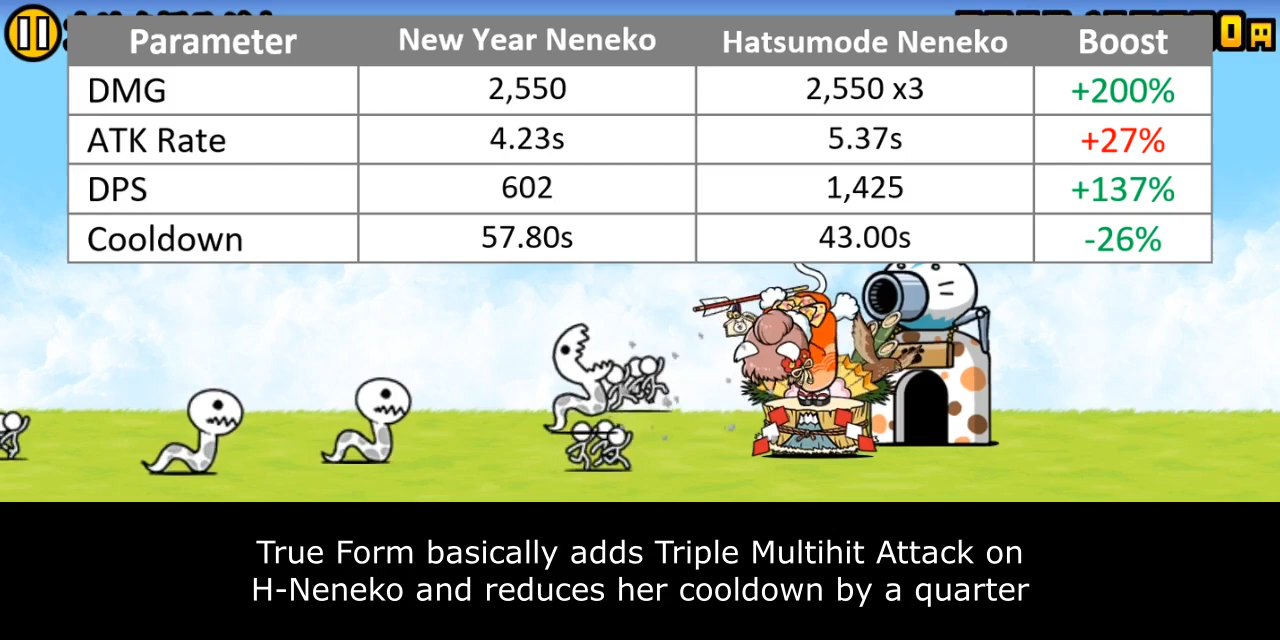 Parameter New Year Neneko Hatsumode Neneko Boost
DMG 2,550 2,550 x3 +200%
ATK Rate 4.23s 5.37s +27%
DPS 602 1,425 +137%
Cooldown 57.80s 43.00s -26%
0円
True Form basically adds Triple Multihit Attack on
H-Neneko and reduces her cooldown by a quarter